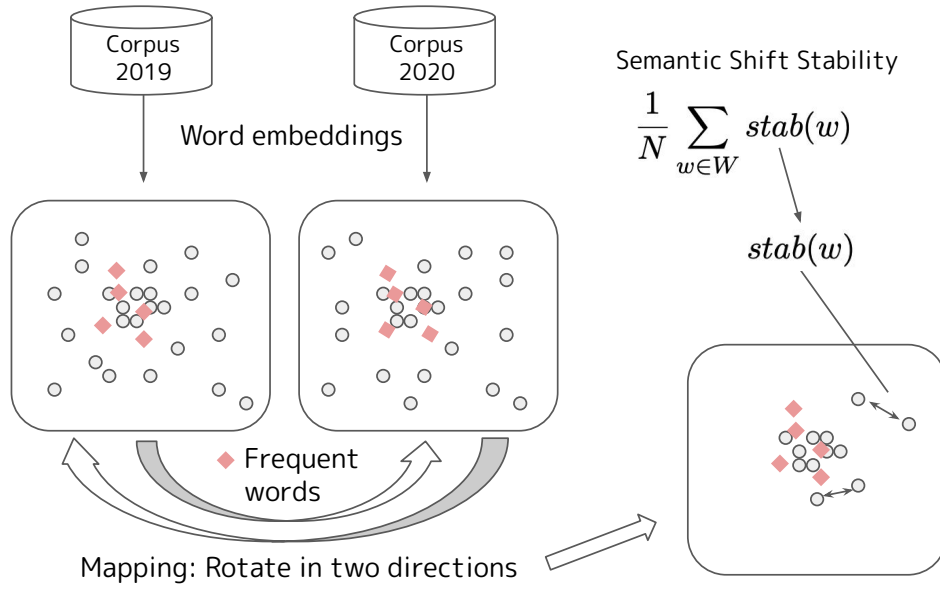 Corpus
2019
Corpus
2020
Word embeddings
Semantic Shift Stability
1/N ∑ w∈W stab(w)
stab(w)
Frequent
words
Mapping: Rotate in two directions